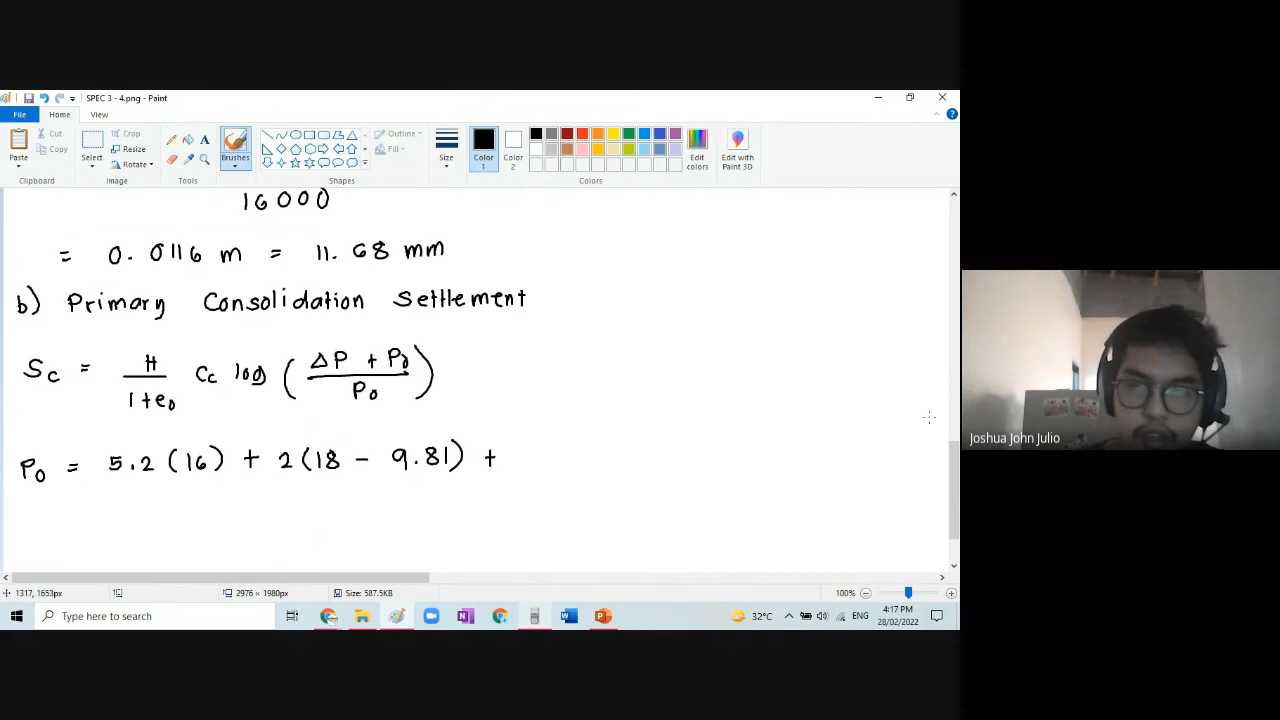 SPEC 3 - 4.png - Paint
File Home View
Paste Cut Copy Select Crop Resize Rotate Brushes Outline Fill Size Color 1 Color 2 Edit colors Edit with Paint 3D
Clipboard Image Tools Shapes Colors
16000
= 0.0116 m = 11.68 mm
b) Primary Consolidation Settlement
Sc = H / 1+e0 Cc log ( ΔP + P0 / P0 )
P0 = 5.2 (16) + 2 (18 - 9.81) +
Joshua John Julio
1317, 1653px 2976 × 1980px Size: 587.5KB 100%
Type here to search 32°C ENG 4:17 PM
28/02/2022